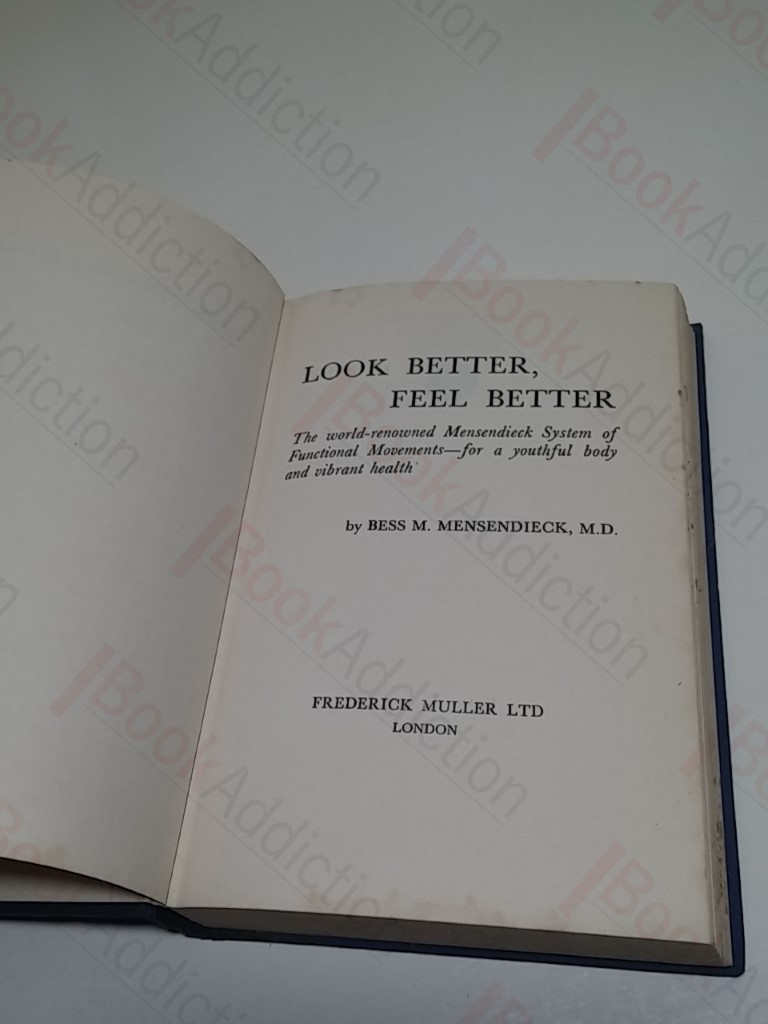 LOOK BETTER,
FEEL BETTER
The world-renowned Mensendieck System of
Functional Movements—for a youthful body
and vibrant health
by BESS M. MENSENDIECK, M.D.
FREDERICK MULLER LTD
LONDON
BookAddiction